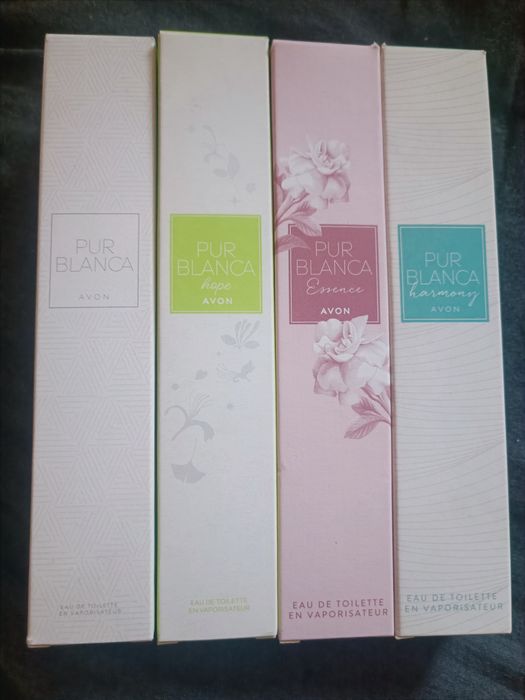 PUR
BLANCA
AVON
EAU DE TOILETTE
EN VAPORISATEUR
PUR
BLANCA
hope
AVON
EAU DE TOILETTE
EN VAPORISATEUR
PUR
BLANCA
Essence
AVON
EAU DE TOILETTE
EN VAPORISATEUR
PUR
BLANCA
harmony
AVON
EAU DE TOILETTE
EN VAPORISATEUR